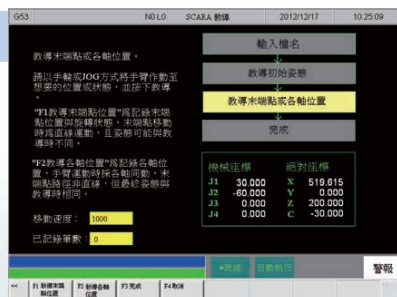 G53 N0 L0 SCARA 教導 2012/12/17 10:25:09
教導末端點或各軸位置。
請以手輪或JOG方式將手臂作動至
想要的位置或狀態，並按下教導
。
"F1教導末端點位置"為記錄末端
點位置與旋轉狀態，末端點移動
時為直線運動，且姿態可能與教
導時不同。
"F2教導各軸位置"為記錄各軸位
置，手臂運動時採各軸同動，末
端點路徑非直線，但最終姿態與
教導時相同。
移動速度： 1000
已記錄筆數： 0
輸入檔名
教導初始姿態
教導末端點或各軸位置
完成
機械座標 絕對座標
J1 30.000 X 519.615
J2 -60.000 Y 0.000
J3 0.000 Z 200.000
J4 0.000 C -30.000
自動執行
警報
<< F1 教導末端點位置 F2 教導各軸位置 F3 完成 F4 取消